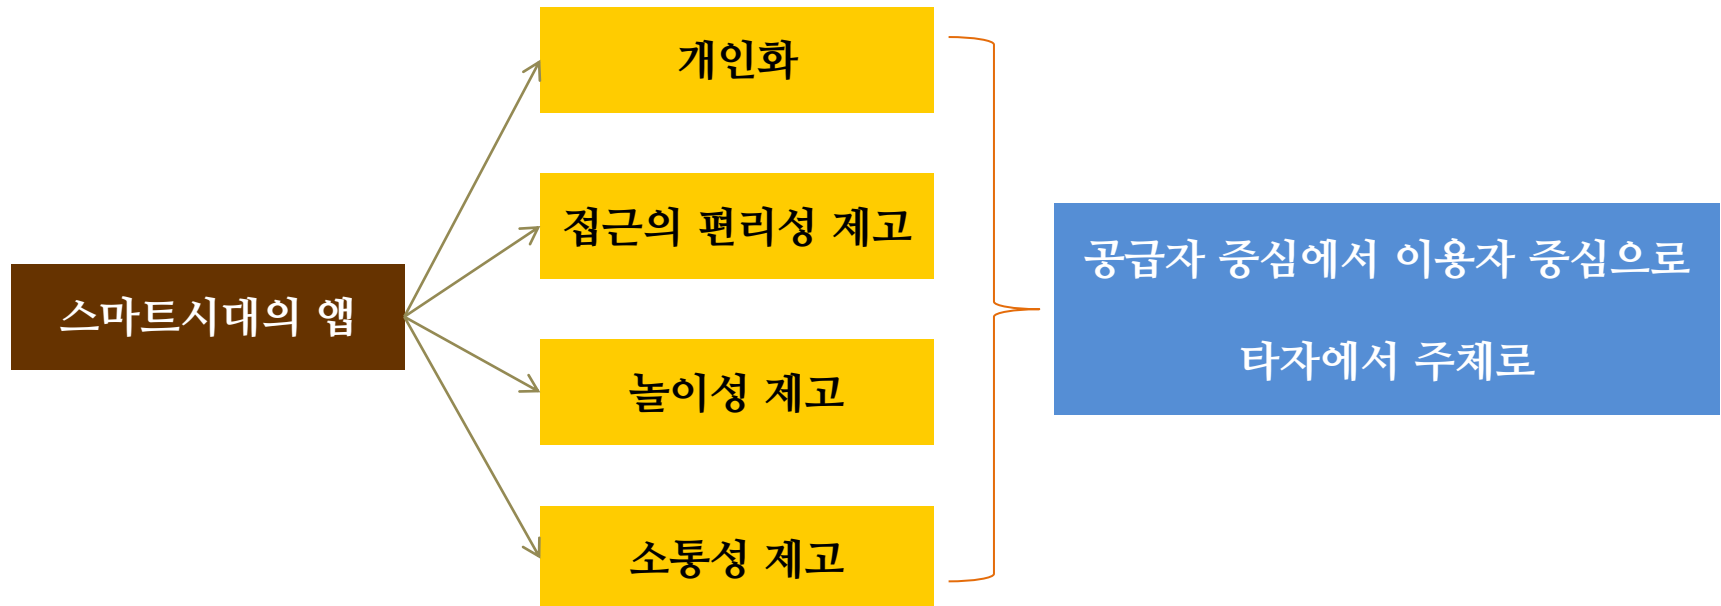 개인화
접근의 편리성 제고
스마트시대의 앱
놀이성 제고
소통성 제고
공급자 중심에서 이용자 중심으로
타자에서 주체로